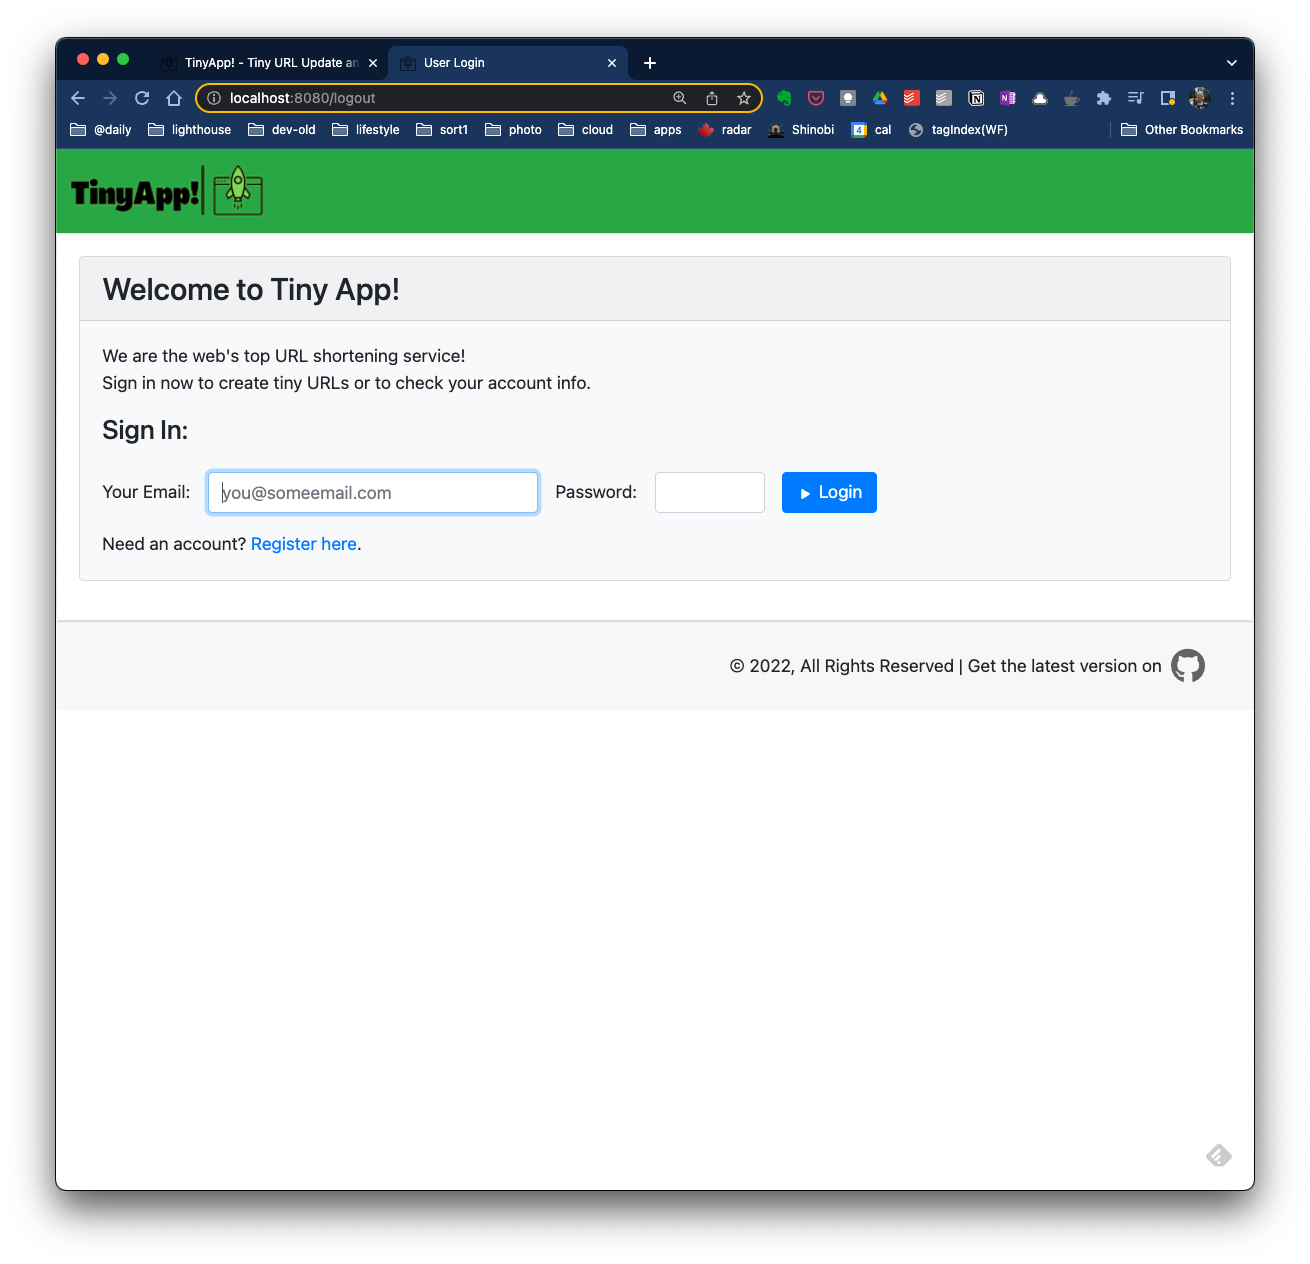 TinyApp! - Tiny URL Update an
User Login
localhost:8080/logout
@daily lighthouse dev-old lifestyle sort1 photo cloud apps radar Shinobi 4 cal tagIndex(WF) Other Bookmarks
TinyApp!
Welcome to Tiny App!
We are the web's top URL shortening service!
Sign in now to create tiny URLs or to check your account info.
Sign In:
Your Email: you@someemail.com Password: Login
Need an account? Register here.
© 2022, All Rights Reserved | Get the latest version on